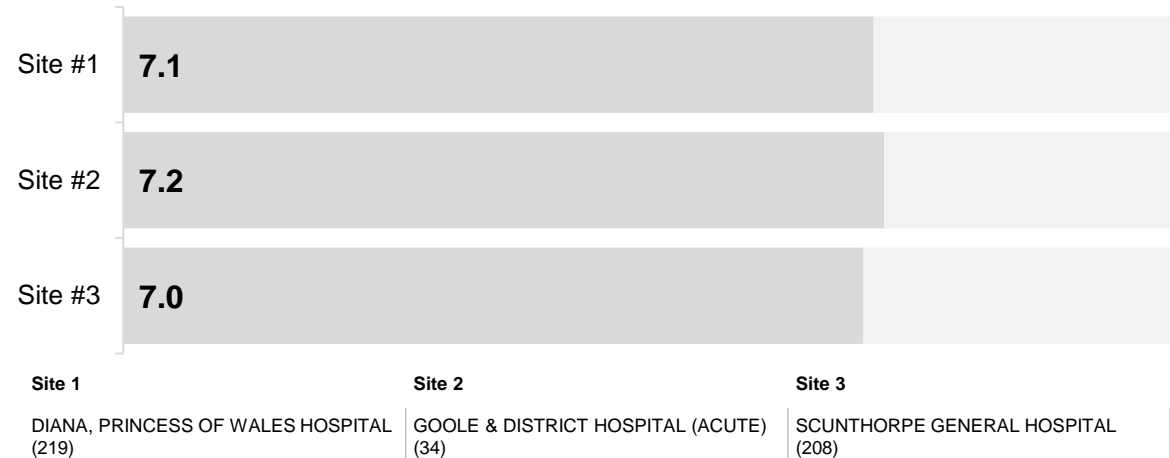 Site #1
7.1
Site #2
7.2
Site #3
7.0
Site 1
Site 2
Site 3
DIANA, PRINCESS OF WALES HOSPITAL
(219)
GOOLE & DISTRICT HOSPITAL (ACUTE)
(34)
SCUNTHORPE GENERAL HOSPITAL
(208)